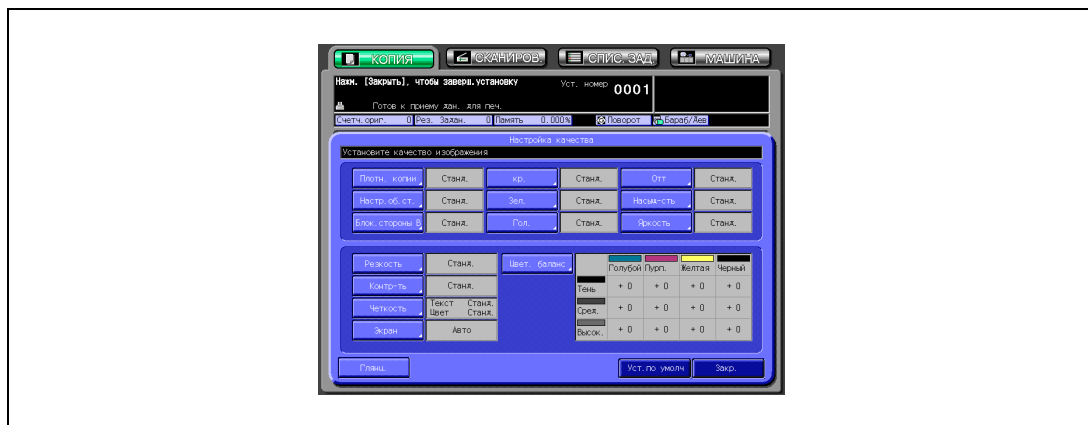 КОПИЯ СКАНИРОВ. СПИС. ЗАД. МАШИНА
Нажм. [Закрыть], чтобы заверш.установку
Уст. номер 0001
Готов к приему дан. для печ.
Счетч.ориг. 0 Рез. Задан. 0 Память 0.000% Поворот Бараб/Лев
Настройка качества
Установите качество изображения
Плотн. копии Станд. кр. Станд. Отт Станд.
Настр.об.ст. Станд. Зел. Станд. Насыщ-сть Станд.
Блок.стороны В Станд. Гол. Станд. Яркость Станд.
Резкость Станд. Цвет. баланс
Голубой Пурп. Желтая Черный
Контр-ть Станд.
Тень +0 +0 +0 +0
Четкость Текст Станд. Цвет Станд.
Сред. +0 +0 +0 +0
Экран Авто
Высок. +0 +0 +0 +0
Глянц. Уст.по умолч Закр.